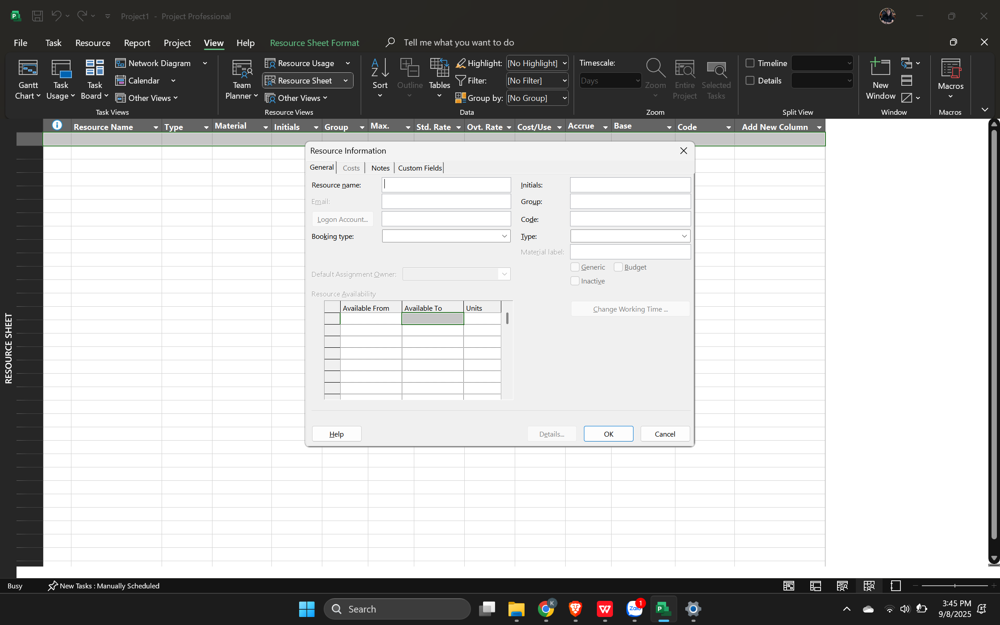 Project1 - Project Professional
File Task Resource Report Project View Help Resource Sheet Format Tell me what you want to do
Gantt Chart
Task Usage
Task Board
Network Diagram
Calendar
Other Views
Task Views
Team Planner
Resource Usage
Resource Sheet
Other Views
Resource Views
Sort
Outline
Tables
Highlight: [No Highlight]
Filter: [No Filter]
Group by: [No Group]
Data
Timescale:
Days
Zoom
Entire Project
Selected Tasks
Zoom
Timeline
Details
Split View
New Window
Window
Macros
Macros
Resource Name Type Material Initials Group Max. Std. Rate Ovt. Rate Cost/Use Accrue Base Code Add New Column
RESOURCE SHEET
Resource Information
General Costs Notes Custom Fields
Resource name: Initials:
Email: Group:
Logon Account... Code:
Booking type: Type:
Material label:
Generic Budget
Default Assignment Owner:
Inactive
Resource Availability
Available From Available To Units
Change Working Time ...
Help Details... OK Cancel
Busy New Tasks : Manually Scheduled
Search
K
Zalo
1
3:45 PM
9/8/2025